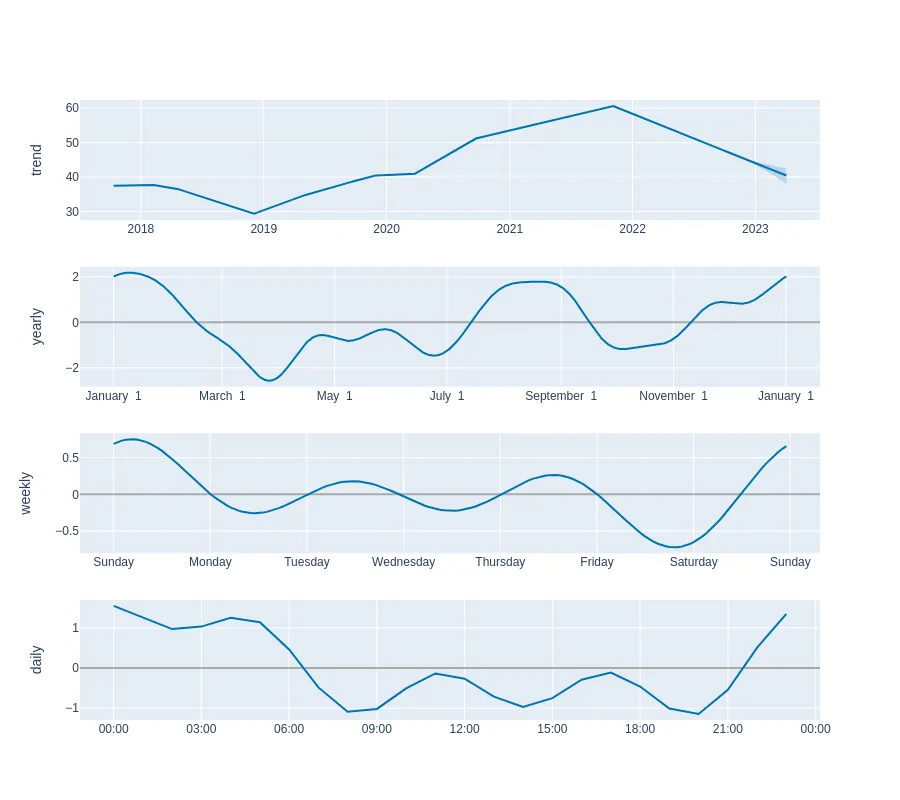 trend
60
50
40
30
2018 2019 2020 2021 2022 2023
yearly
2
0
−2
January 1 March 1 May 1 July 1 September 1 November 1 January 1
weekly
0.5
0
−0.5
Sunday Monday Tuesday Wednesday Thursday Friday Saturday Sunday
daily
1
0
−1
00:00 03:00 06:00 09:00 12:00 15:00 18:00 21:00 00:00